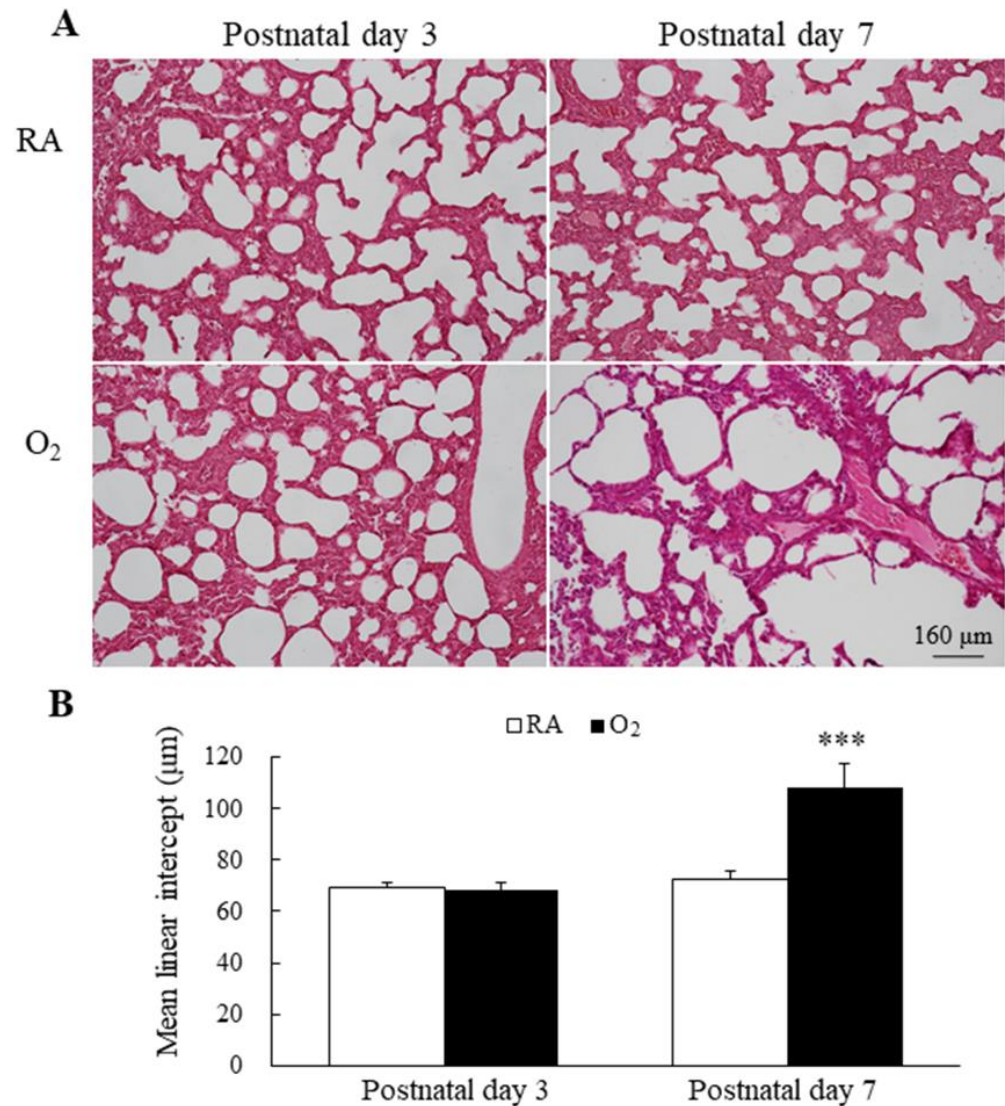 A
Postnatal day 3 Postnatal day 7
RA
O₂
160 µm
B
RA O₂
***
Mean linear intercept (µm)
120
100
80
60
40
20
0
Postnatal day 3 Postnatal day 7